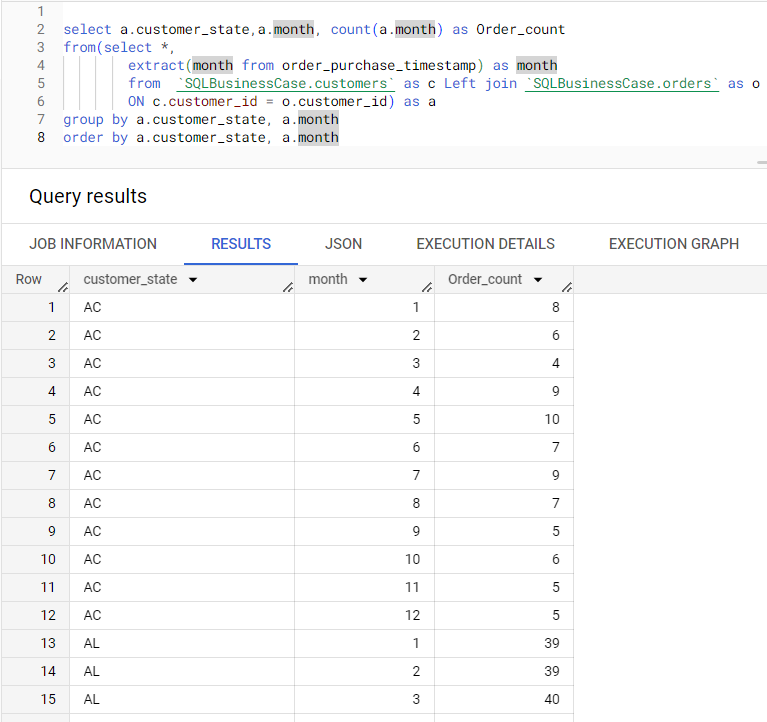 1
2 select a.customer_state,a.month, count(a.month) as Order_count
3 from(select *,
4 extract(month from order_purchase_timestamp) as month
5 from `SQLBusinessCase.customers` as c Left join `SQLBusinessCase.orders` as o
6 ON c.customer_id = o.customer_id) as a
7 group by a.customer_state, a.month
8 order by a.customer_state, a.month
Query results
JOB INFORMATION RESULTS JSON EXECUTION DETAILS EXECUTION GRAPH
Row customer_state month Order_count
1 AC 1 8
2 AC 2 6
3 AC 3 4
4 AC 4 9
5 AC 5 10
6 AC 6 7
7 AC 7 9
8 AC 8 7
9 AC 9 5
10 AC 10 6
11 AC 11 5
12 AC 12 5
13 AL 1 39
14 AL 2 39
15 AL 3 40